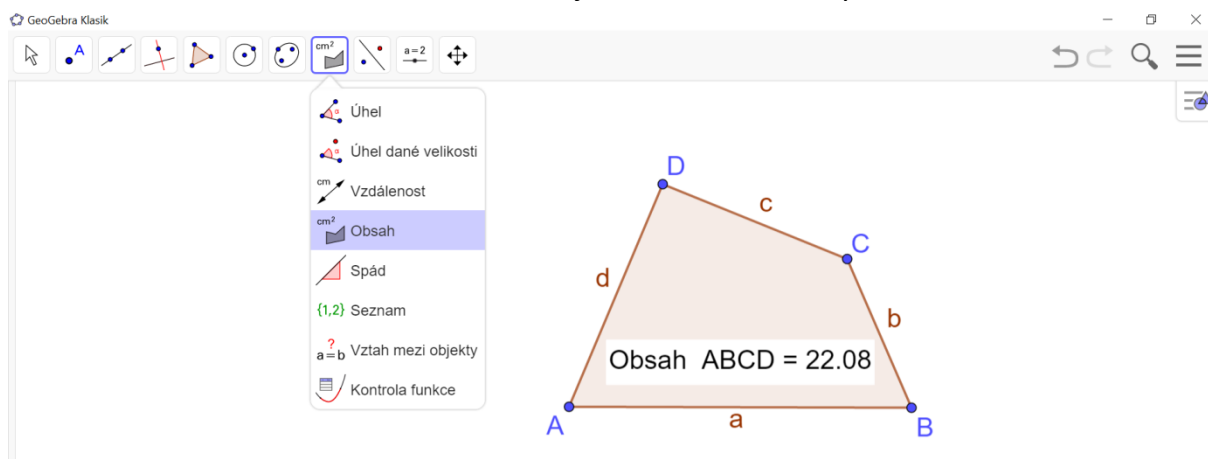 GeoGebra Klasik
A
cm²
a=2
Úhel
Úhel dané velikosti
cm
Vzdálenost
cm²
Obsah
Spád
{1,2} Seznam
?
a=b Vztah mezi objekty
Kontrola funkce
D
c
C
d
b
Obsah ABCD = 22.08
A
a
B